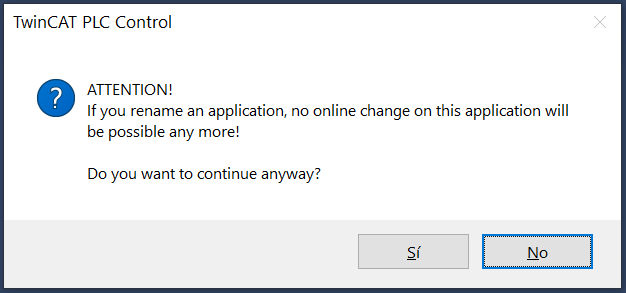 TwinCAT PLC Control
ATTENTION!
If you rename an application, no online change on this application will
be possible any more!
Do you want to continue anyway?
Sí
No